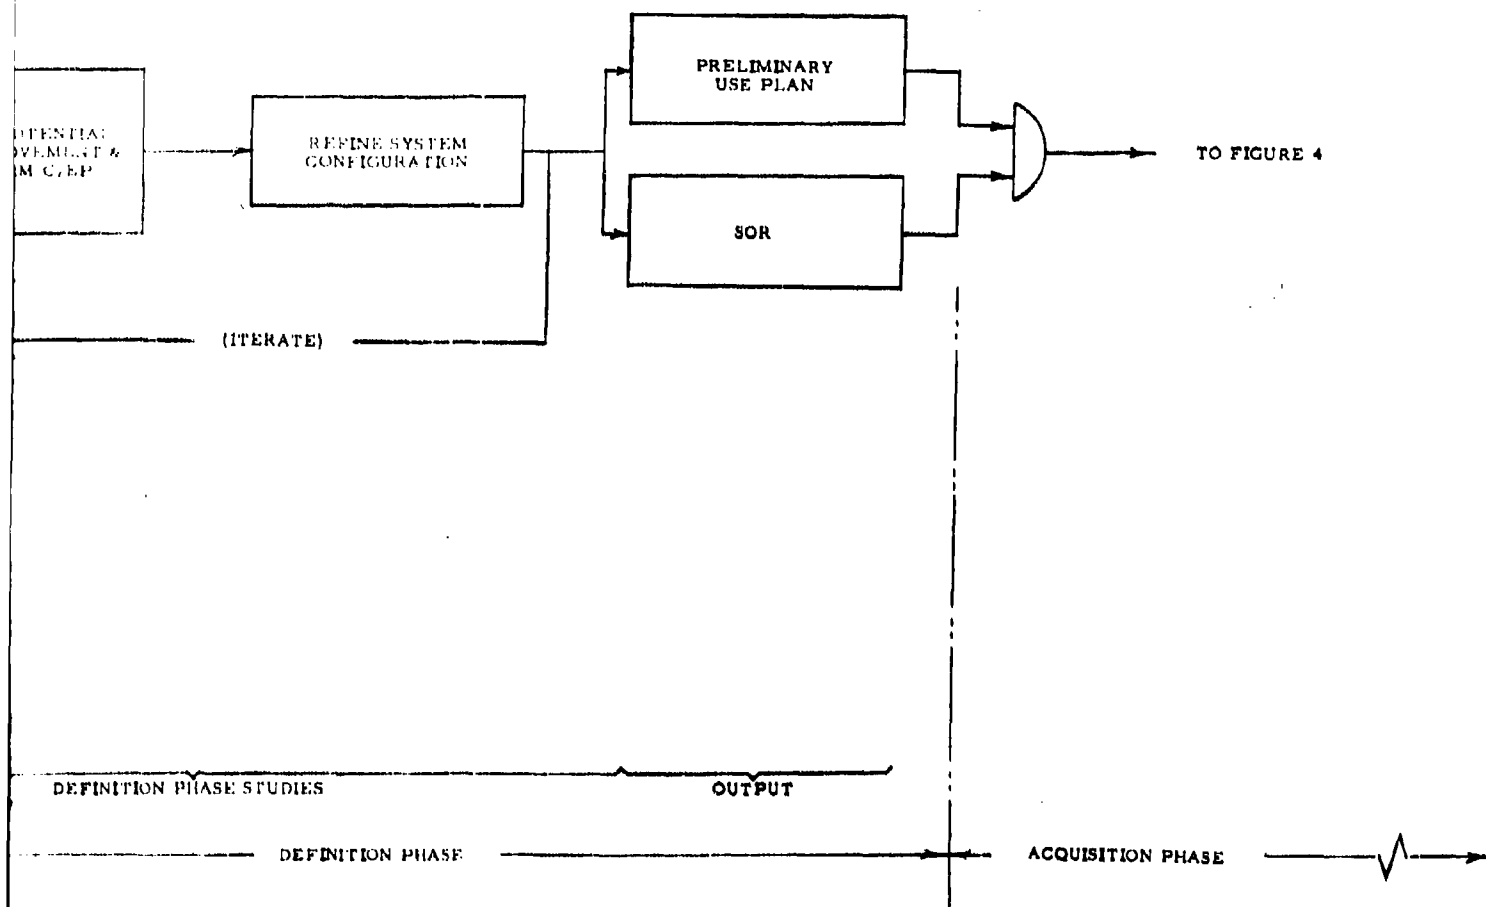 PRELIMINARY
USE PLAN
REFINE SYSTEM
CONFIGURATION
TO FIGURE 4
SOR
(ITERATE)
DEFINITION PHASE STUDIES
OUTPUT
DEFINITION PHASE
ACQUISITION PHASE